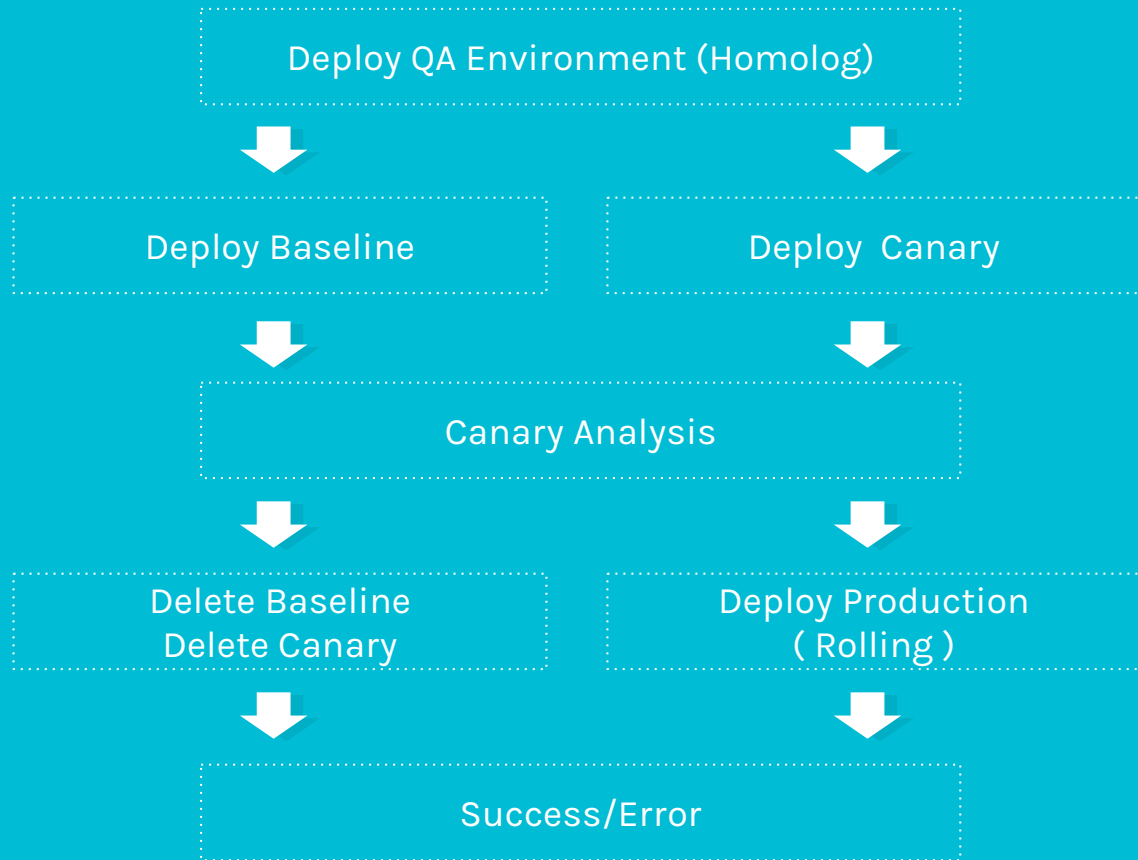 Deploy QA Environment (Homolog)
Deploy Baseline
Deploy  Canary
Canary Analysis
Delete Baseline
Delete Canary
Deploy Production
( Rolling )
Success/Error